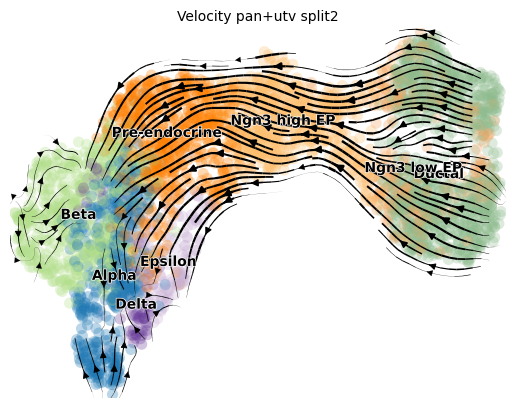 Velocity pan+utv split2
Ngn3 high EP
Pre-endocrine
Ngn3 low EP
Ductal
Beta
Epsilon
Alpha
Delta